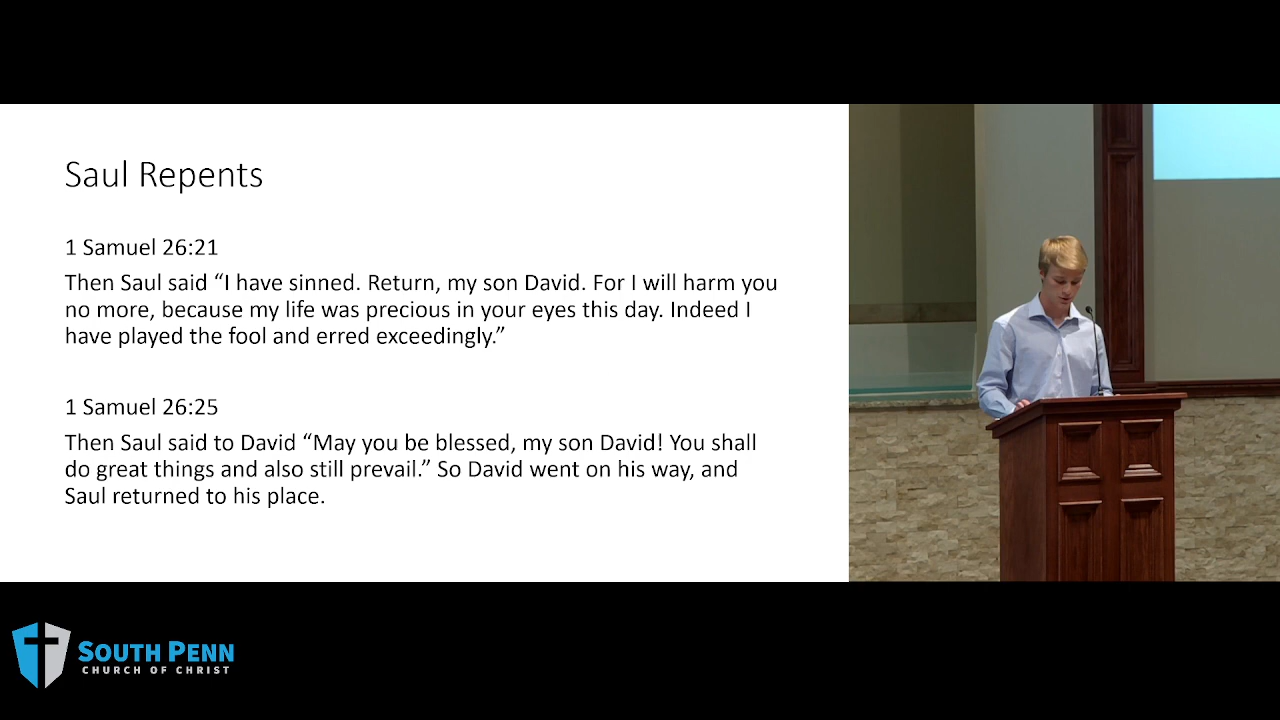 Saul Repents
1 Samuel 26:21
Then Saul said “I have sinned. Return, my son David. For I will harm you
no more, because my life was precious in your eyes this day. Indeed I
have played the fool and erred exceedingly.”
1 Samuel 26:25
Then Saul said to David “May you be blessed, my son David! You shall
do great things and also still prevail.” So David went on his way, and
Saul returned to his place.
SOUTH PENN
CHURCH OF CHRIST